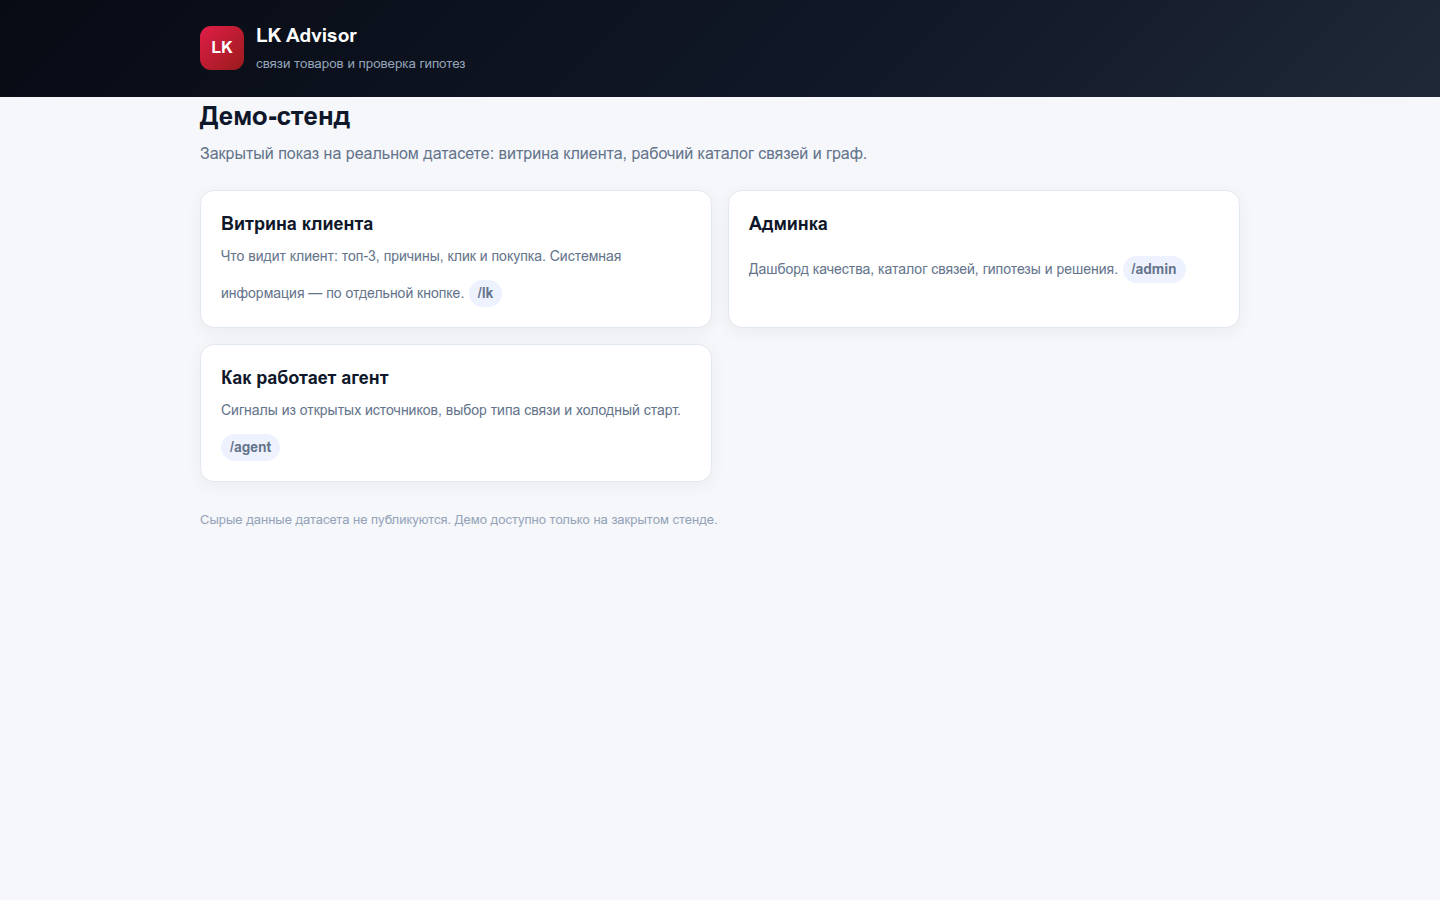 LK
LK Advisor
связи товаров и проверка гипотез
Демо-стенд
Закрытый показ на реальном датасете: витрина клиента, рабочий каталог связей и граф.
Витрина клиента
Что видит клиент: топ-3, причины, клик и покупка. Системная
информация — по отдельной кнопке. /lk
Админка
Дашборд качества, каталог связей, гипотезы и решения. /admin
Как работает агент
Сигналы из открытых источников, выбор типа связи и холодный старт.
/agent
Сырые данные датасета не публикуются. Демо доступно только на закрытом стенде.